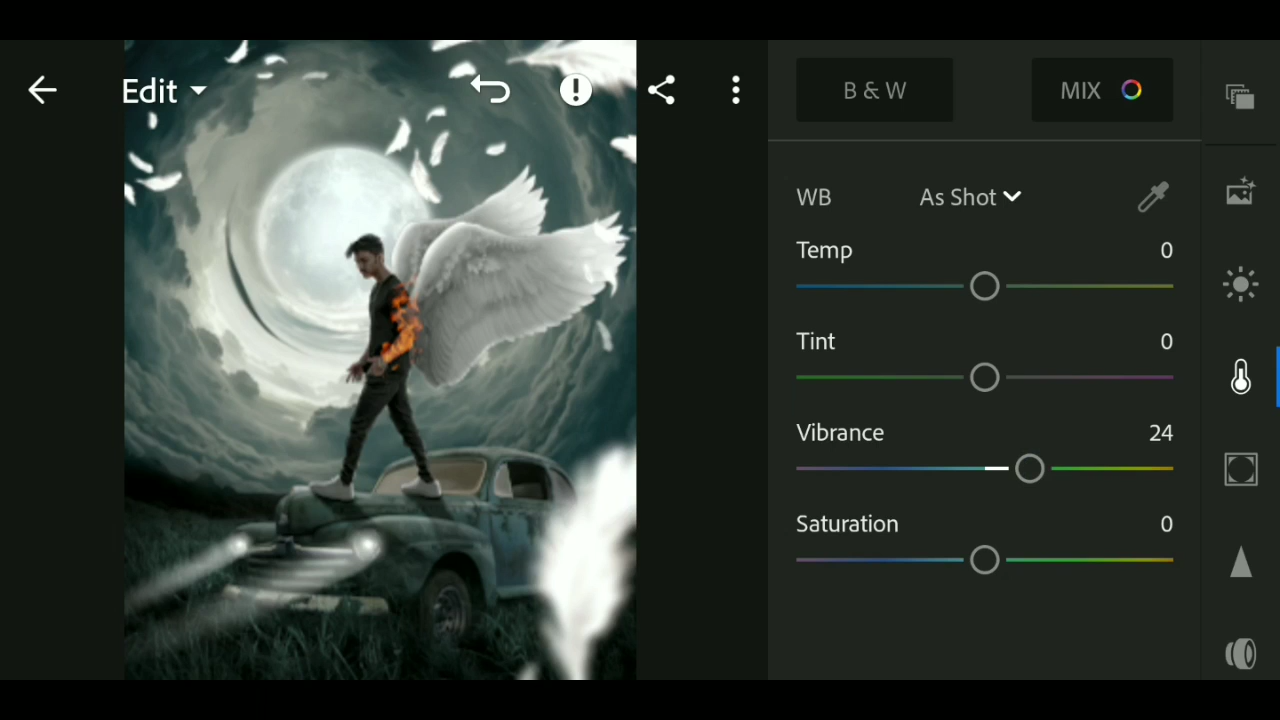 Edit
B & W
MIX
WB
As Shot
Temp 0
Tint 0
Vibrance 24
Saturation 0